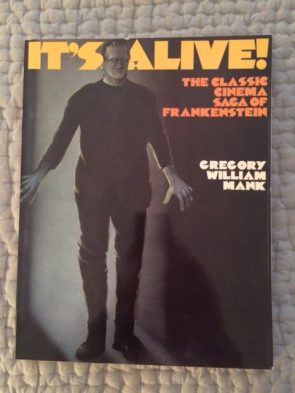 IT'S ALIVE!
THE CLASSIC
CINEMA
SAGA OF
FRANKENSTEIN
GREGORY
WILLIAM
MANK